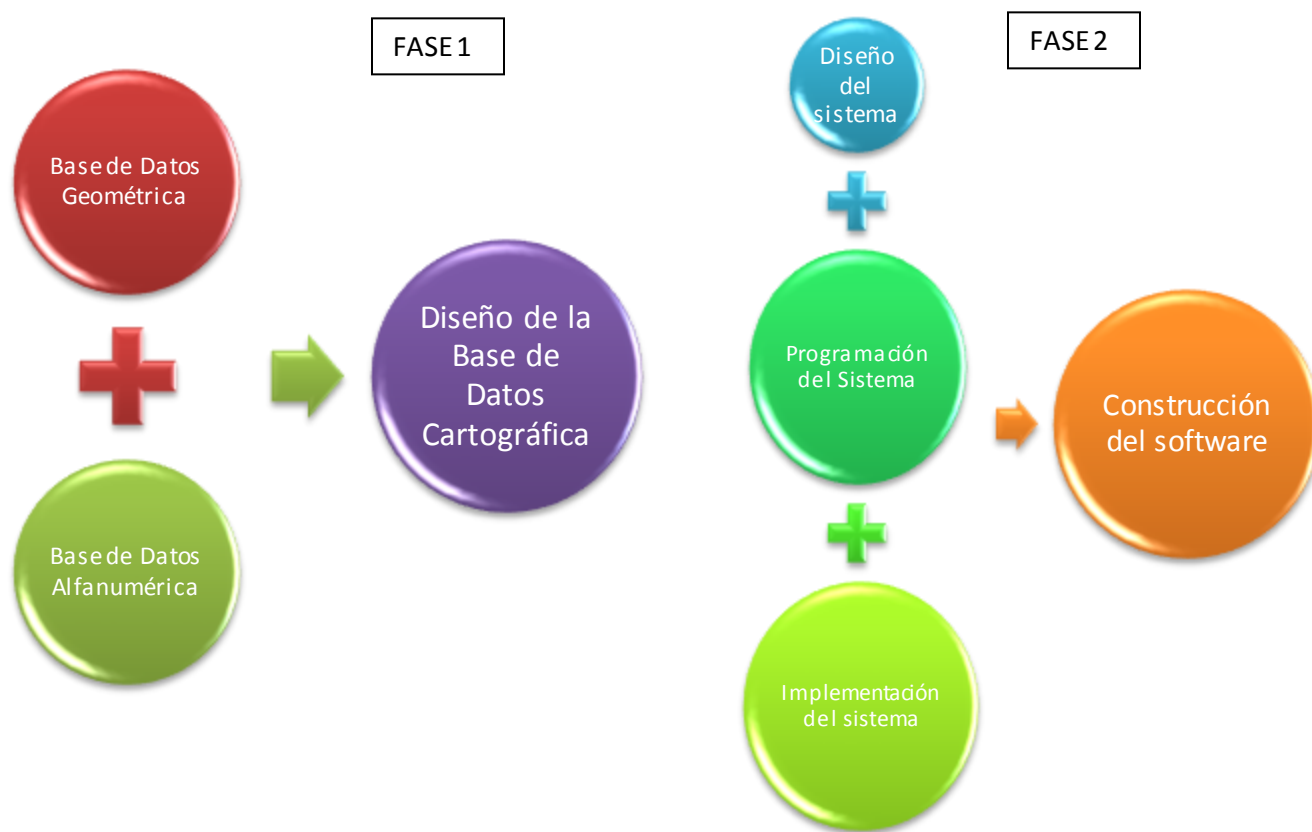 FASE 1
Base de Datos
Geométrica
Base de Datos
Alfanumérica
Diseño de la
Base de
Datos
Cartográfica
FASE 2
Diseño
del
sistema
Programación
del Sistema
Implementación
del sistema
Construcción
del software